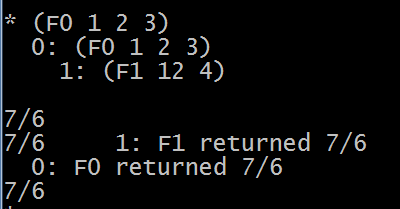 * (F0 1 2 3)
0: (F0 1 2 3)
1: (F1 12 4)
7/6
7/6 1: F1 returned 7/6
0: F0 returned 7/6
7/6